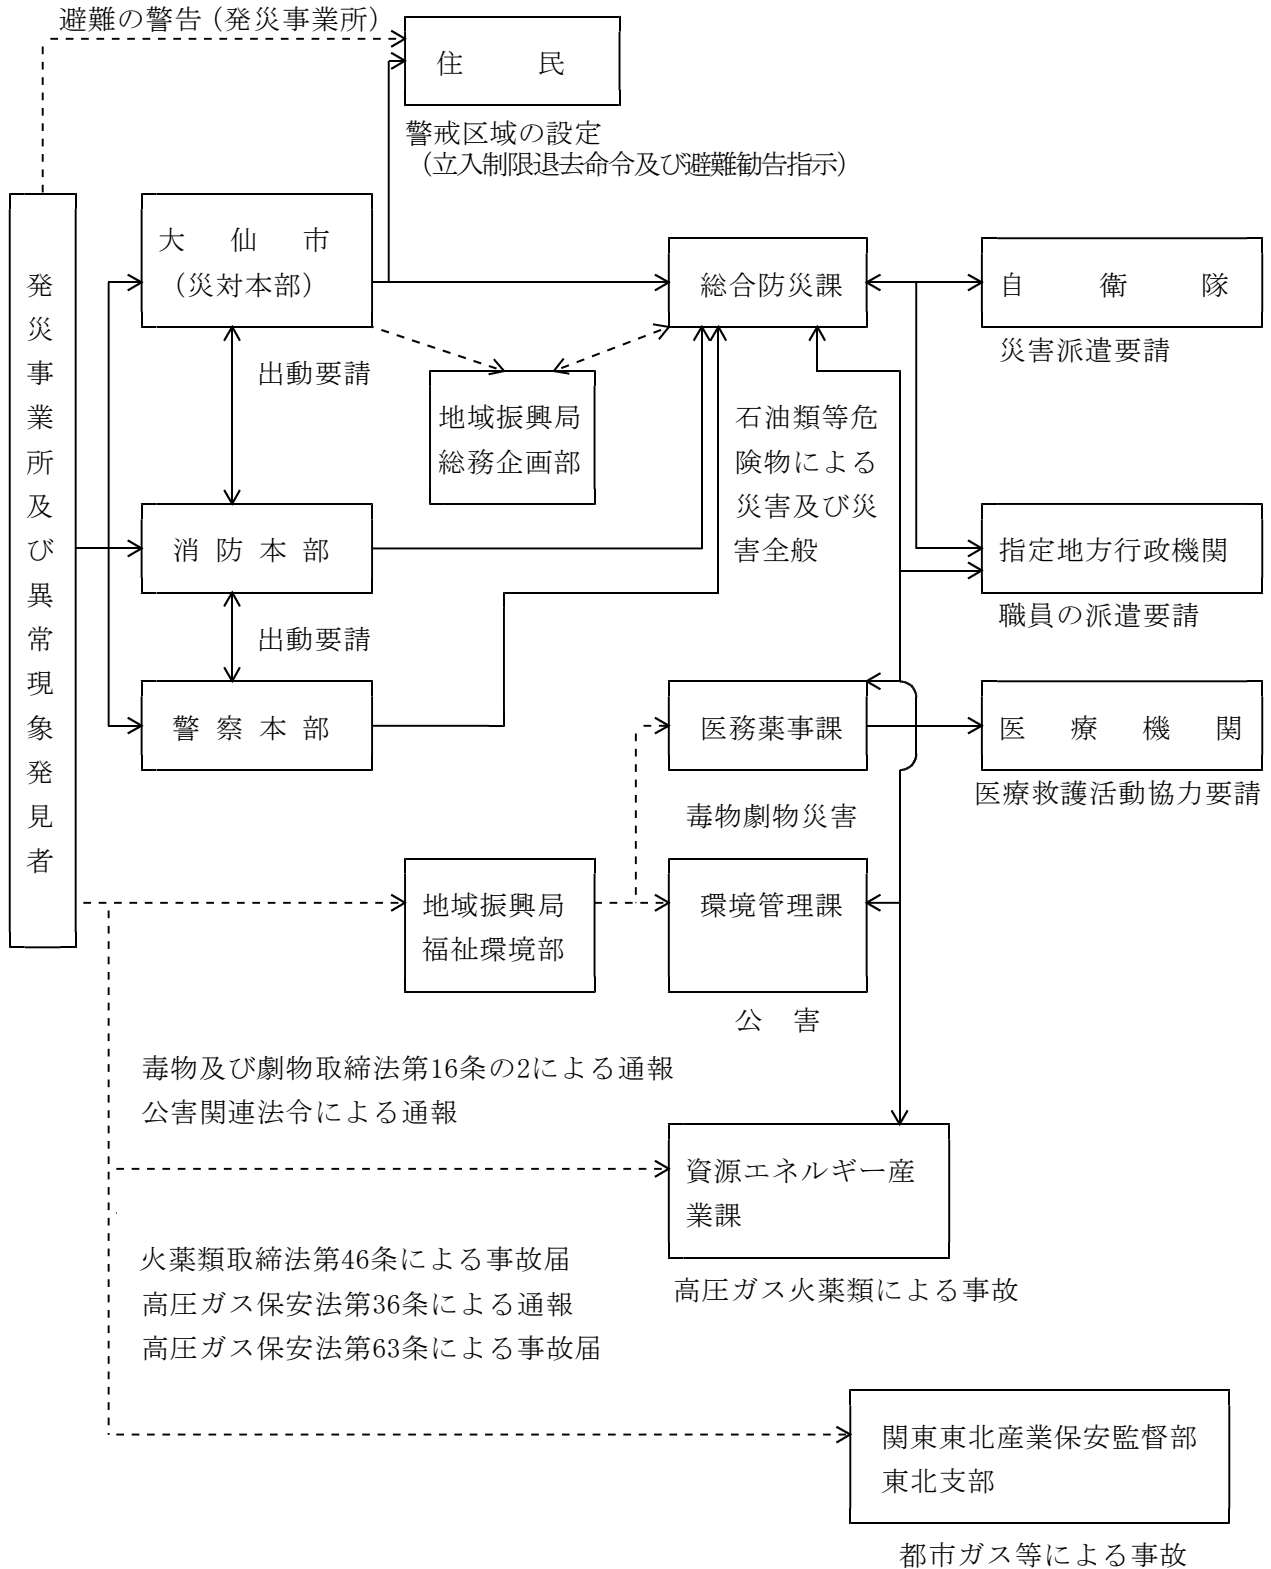 避難の警告（発災事業所）
住　　民
警戒区域の設定
（立入制限退去命令及び避難勧告指示）
発災事業所及び異常現象発見者
大　仙　市
（災対本部）
総合防災課
自　　衛　　隊
災害派遣要請
出動要請
地域振興局
総務企画部
石油類等危
険物による
災害及び災
害全般
消 防 本 部
指定地方行政機関
職員の派遣要請
出動要請
警 察 本 部
医務薬事課
医　療　機　関
医療救護活動協力要請
毒物劇物災害
地域振興局
福祉環境部
環境管理課
公　害
毒物及び劇物取締法第16条の2による通報
公害関連法令による通報
資源エネルギー産
業課
高圧ガス火薬類による事故
火薬類取締法第46条による事故届
高圧ガス保安法第36条による通報
高圧ガス保安法第63条による事故届
関東東北産業保安監督部
東北支部
都市ガス等による事故